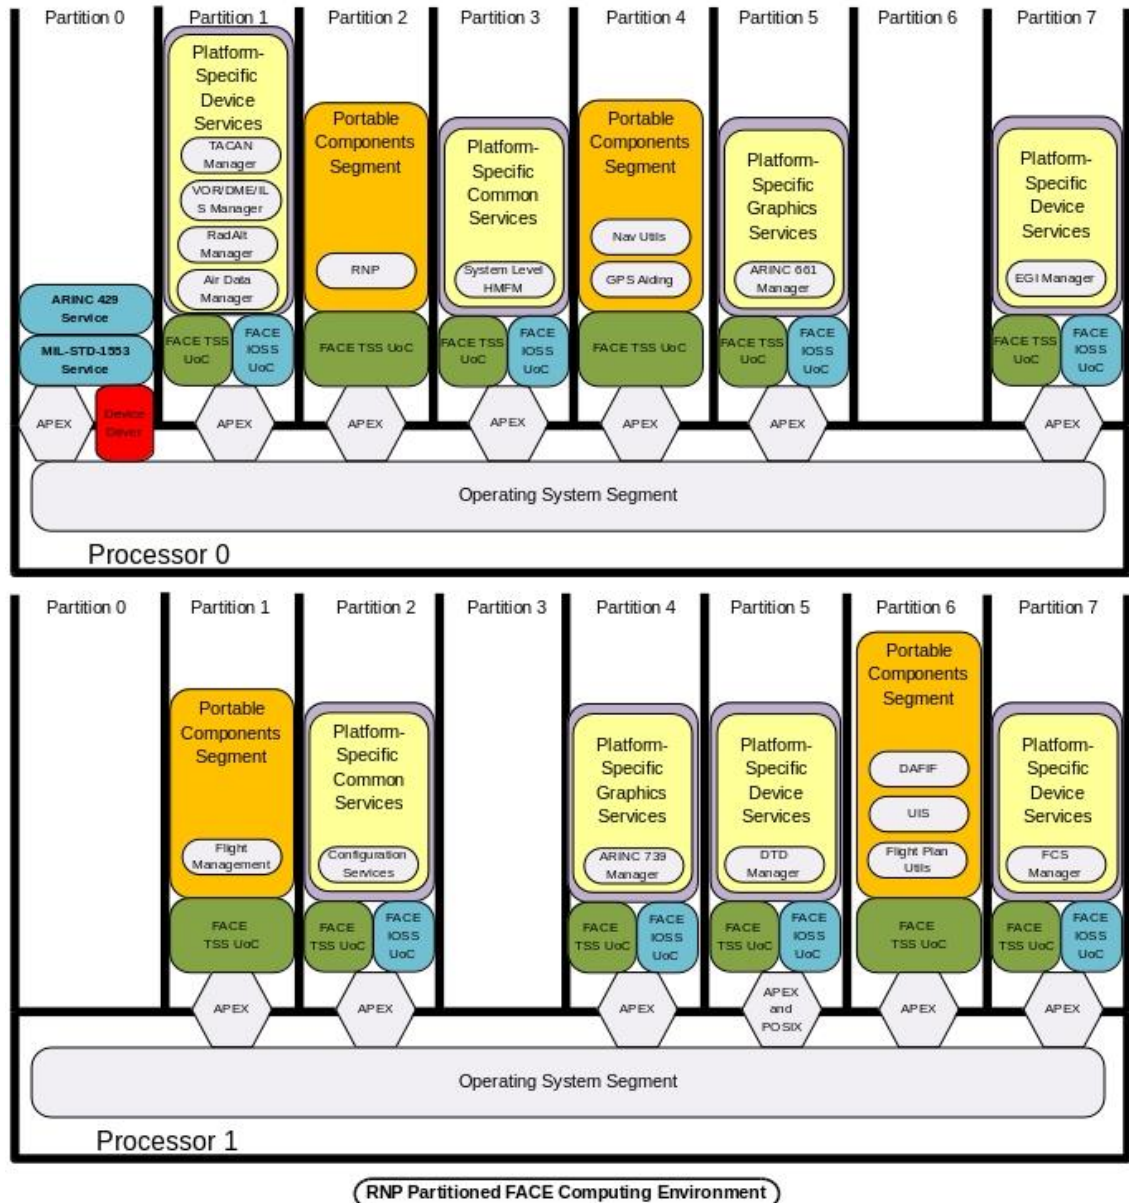 Partition 0
Partition 1
Partition 2
Partition 3
Partition 4
Partition 5
Partition 6
Partition 7
ARINC 429
Service
MIL-STD-1553
Service
APEX
Device
Diver
Platform-
Specific
Device
Services
TACAN
Manager
VOR/DME/IL
S Manager
RadAlt
Manager
Air Data
Manager
FACE TSS
UoC
FACE
IOSS
UoC
APEX
Portable
Components
Segment
RNP
FACE TSS UoC
APEX
Platform-
Specific
Common
Services
System Level
HMFM
FACE TSS
UoC
FACE
IOSS
UoC
APEX
Portable
Components
Segment
Nav Utils
GPS Aiding
FACE TSS UoC
APEX
Platform-
Specific
Graphics
Services
ARINC 661
Manager
FACE TSS
UoC
FACE
IOSS
UoC
APEX
Platform-
Specific
Device
Services
EGI Manager
FACE TSS
UoC
FACE
IOSS
UoC
APEX
Operating System Segment
Processor 0
Partition 0
Partition 1
Partition 2
Partition 3
Partition 4
Partition 5
Partition 6
Partition 7
Portable
Components
Segment
Flight
Management
FACE
TSS UoC
APEX
Platform-
Specific
Common
Services
Configuration
Services
FACE
TSS UoC
FACE
IOSS
UoC
APEX
Platform-
Specific
Graphics
Services
ARINC 739
Manager
FACE
TSS UoC
FACE
IOSS
UoC
APEX
Platform-
Specific
Device
Services
DTD
Manager
FACE
TSS UoC
FACE
IOSS
UoC
APEX
and
POSIX
Portable
Components
Segment
DAFIF
UIS
Flight Plan
Utils
FACE
TSS UoC
APEX
Platform-
Specific
Device
Services
FCS
Manager
FACE
TSS UoC
FACE
IOSS
UoC
APEX
Operating System Segment
Processor 1
RNP Partitioned FACE Computing Environment